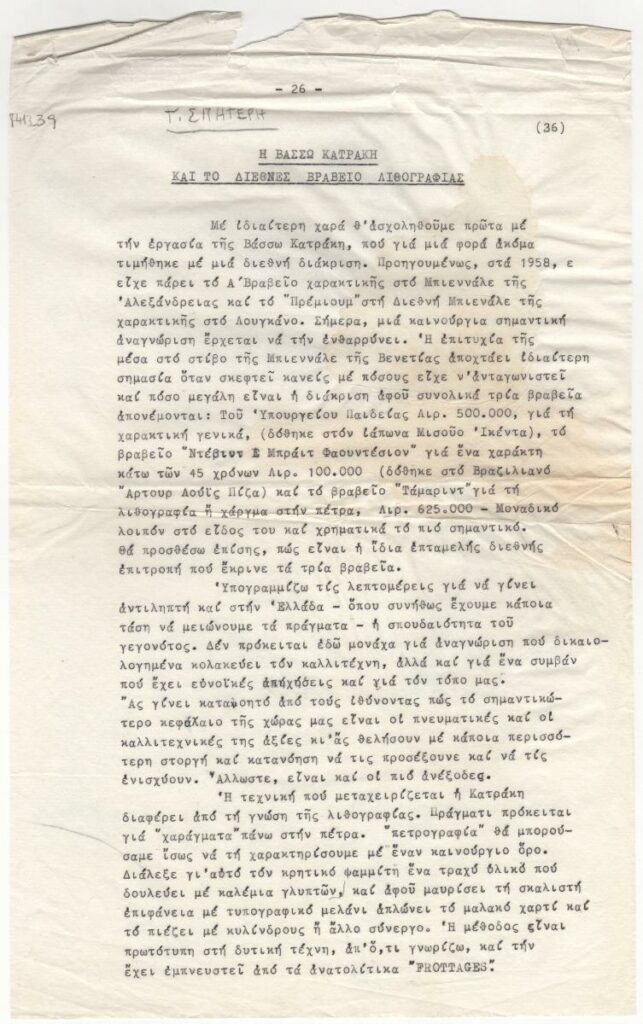 - 26 -
Τ. ΣΠΗΤΕΡΗ
(36)
Η ΒΑΣΣΩ ΚΑΤΡΑΚΗ
ΚΑΙ ΤΟ ΔΙΕΘΝΕΣ ΒΡΑΒΕΙΟ ΛΙΘΟΓΡΑΦΙΑΣ
Μέ ἰδιαίτερη χαρά θ'ἀσχοληθοῦμε πρῶτα μέ
τήν ἐργασία τῆς Βάσσω Κατράκη, πού γιά μιά φορά ἀκόμα
τιμήθηκε μέ μιά διεθνή διάκριση. Προηγουμένως, στά 1958, ε
εἶχε πάρει τό Α'Βραβεῖο χαρακτικῆς στό Μπιεννάλε τῆς
'Αλεξάνδρειας καί τό "Πρέμιουμ"στή Διεθνή Μπιενάλε τῆς
χαρακτικῆς στό Λουγκάνο. Σήμερα, μιά καινούργια σημαντική
ἀναγνώριση ἔρχεται νά τήν ἐνθαρρύνει. Ἡ ἐπιτυχία τῆς
μέσα στό στίβο τῆς Μπιεννάλε τῆς Βενετίας ἀποχτάει ἰδιαίτερη
σημασία ὅταν σκεφτεῖ κανείς μέ πόσους εἶχε ν'ἀνταγωνιστεῖ
καί πόσο μεγάλη εἶναι ἡ διάκριση ἀφοῦ συνολικά τρία βραβεῖα
ἀπονέμονται: Τοῦ Ὑπουργείου Παιδείας Λιρ. 500.000, γιά τή
χαρακτική γενικά, (δόθηκε στόν ἰάπωνα Μισοῦο Ἰκέντα), τό
βραβεῖο "Ντέβιντ Ε Μπράιτ Φαουντέσιον" γιά ἕνα χαράκτη
κάτω τῶν 45 χρόνων Λιρ. 100.000 (δόθηκε στό Βραζιλιανό
"Αρτουρ Λοΰϊς Πίζα) καί τό βραβεῖο "Τάμαριντ"γιά τή
λιθογραφία ἤ χάργμα στήν πέτρα, Λιρ. 625.000 - Μοναδικό
λοιπόν στό εἶδος του καί χρηματικά τό πιό σημαντικό.
θά προσθέσω ἐπίσης, πώς εἶναι ἡ ἴδια ἑπταμελής διεθνής
ἐπιτροπή πού ἔκρινε τά τρία βραβεῖα.
Ὑπογραμμίζω τίς λεπτομέρεις γιά νά γίνει
ἀντιληπτή καί στήν Ἑλλάδα - ὅπου συνήθως ἔχουμε κάποια
τάση νά μειώνουμε τά πράγματα - ἡ σπουδαιότητα τοῦ
γεγονότος. Δέν πρόκειται ἐδῶ μονάχα γιά ἀναγνώριση πού δικαιο-
λογημένα κολακεύει τόν καλλιτέχνη, ἀλλά καί γιά ἕνα συμβάν
πού ἔχει εὐνοϊκές ἀπηχήσεις καί γιά τόν τόπο μας.
Ἄς γίνει κατανοητό ἀπό τούς ἰθύνοντας πώς τό σημαντικώ-
τερο κεφάλαιο τῆς χώρας μας εἶναι οἱ πνευματικές καί οἱ
καλλιτεχνικές της ἀξίες κι'ἄς θελήσουν μέ κάποια περισσό-
τερη στοργή καί κατανόηση νά τις προσέξουνε καί νά τίς
ἐνισχύουν. Ἄλλωστε, εἶναι καί οἱ πιό ἀνέξοδες.
Ἡ τεχνική πού μεταχειρίζεται ἡ Κατράκη
διαφέρει ἀπό τή γνώση τῆς λιθογραφίας. Πράγματι πρόκειται
γιά "χαράγματα"πάνω στήν πέτρα. "πετρογραφία" θά μπορού-
σαμε ἴσως νά τή χαρακτηρίσουμε μέ ἕναν καινούργιο ὅρο.
Διάλεξε γι'αὐτό τόν κρητικό ψαμμίτη ἕνα τραχύ ὑλικό πού
δουλεύει μέ καλέμια γλυπτῶν, καί ἀφοῦ μαυρίσει τή σκαλιστή
ἐπιφάνεια μέ τυπογραφικό μελάνι ἁπλώνει τό μαλακό χαρτί καί
τό πιέζει μέ κυλίνδρους ἤ ἄλλο σύνεργο. Ἡ μέθοδος εἶναι
πρωτότυπη στή δυτική τέχνη, ἀπ'ὅ,τι γνωρίζω, καί τήν
ἔχει ἐμπνευστεῖ ἀπό τά ἀνατολίτικα "FROTTAGES".